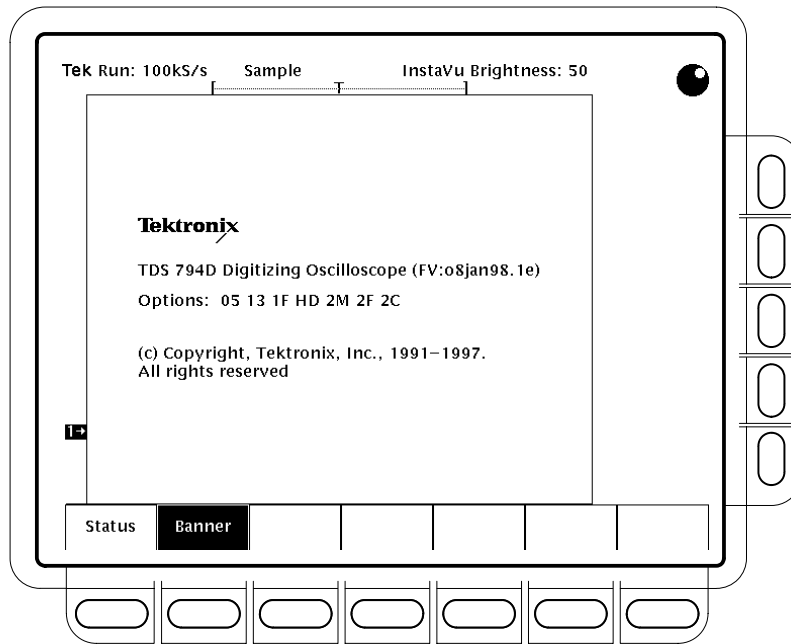 Tek Run: 100kS/s Sample InstaVu Brightness: 50
T
Tektronix
TDS 794D Digitizing Oscilloscope (FV:o8jan98.1e)
Options: 05 13 1F HD 2M 2F 2C
(c) Copyright, Tektronix, Inc., 1991−1997.
All rights reserved
1→
Status Banner